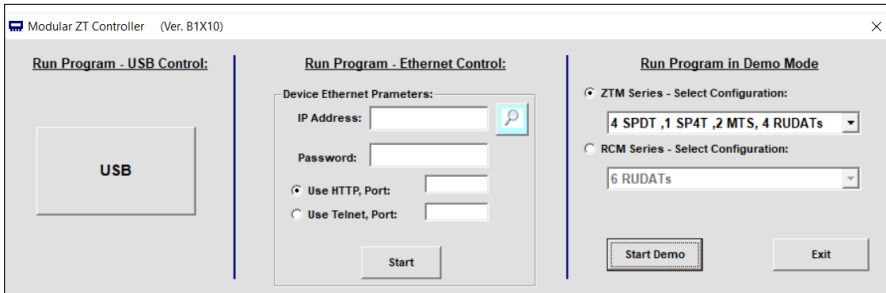 Modular ZT Controller (Ver. B1X10)
Run Program - USB Control:
USB
Run Program - Ethernet Control:
Device Ethernet Prameters:
IP Address:
Password:
Use HTTP, Port:
Use Telnet, Port:
Start
Run Program in Demo Mode
ZTM Series - Select Configuration:
4 SPDT ,1 SP4T ,2 MTS, 4 RUDATs
RCM Series - Select Configuration:
6 RUDATs
Start Demo
Exit